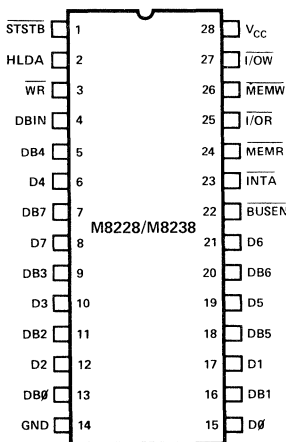 STSTB 1 28 VCC
HLDA 2 27 I/OW
WR 3 26 MEMW
DBIN 4 25 I/OR
DB4 5 24 MEMR
D4 6 23 INTA
DB7 7 22 BUSEN
M8228/M8238
D7 8 21 D6
DB3 9 20 DB6
D3 10 19 D5
DB2 11 18 DB5
D2 12 17 D1
DBØ 13 16 DB1
GND 14 15 DØ